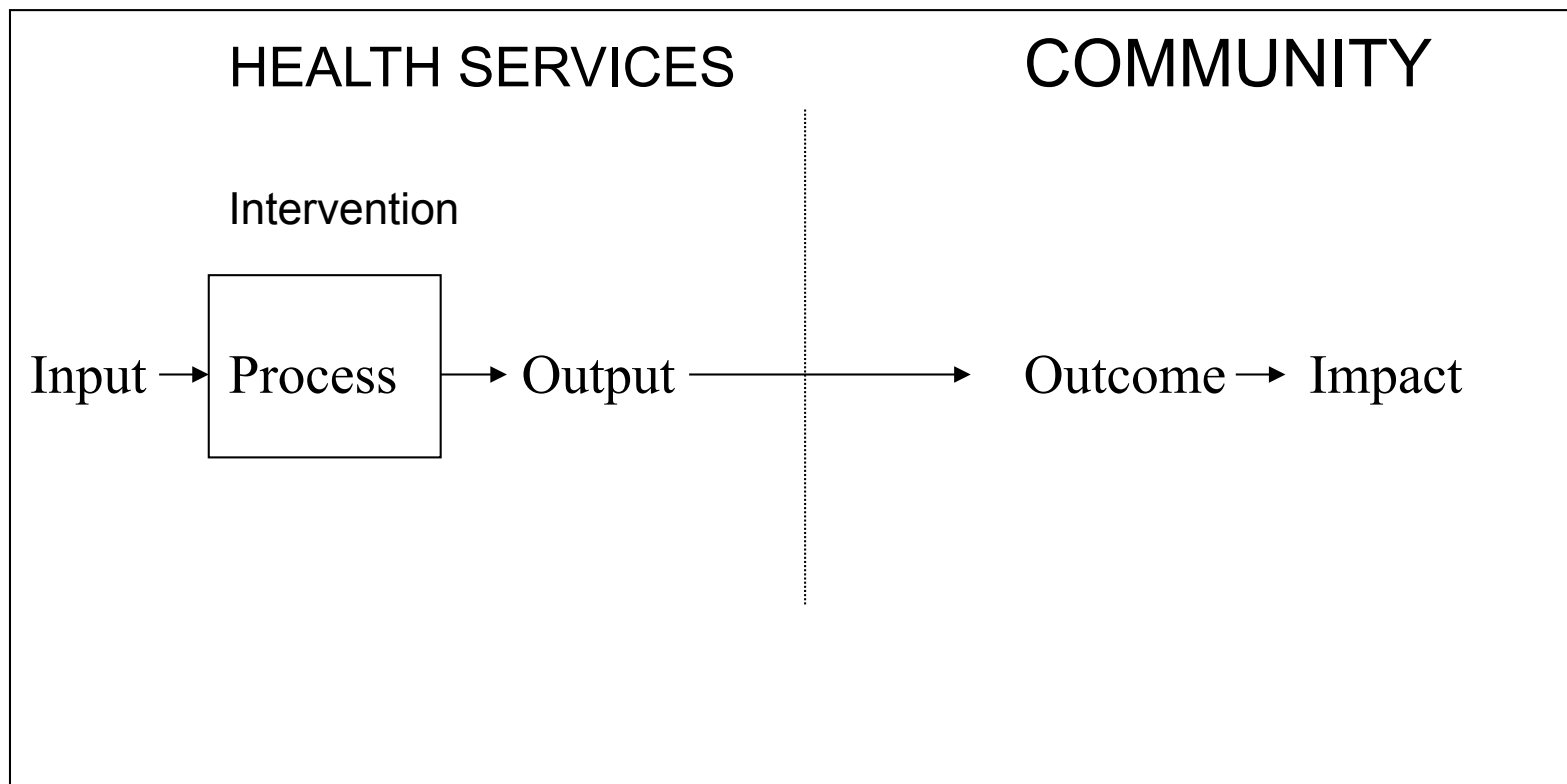 HEALTH SERVICES COMMUNITY
Intervention
Input Process Output Outcome Impact